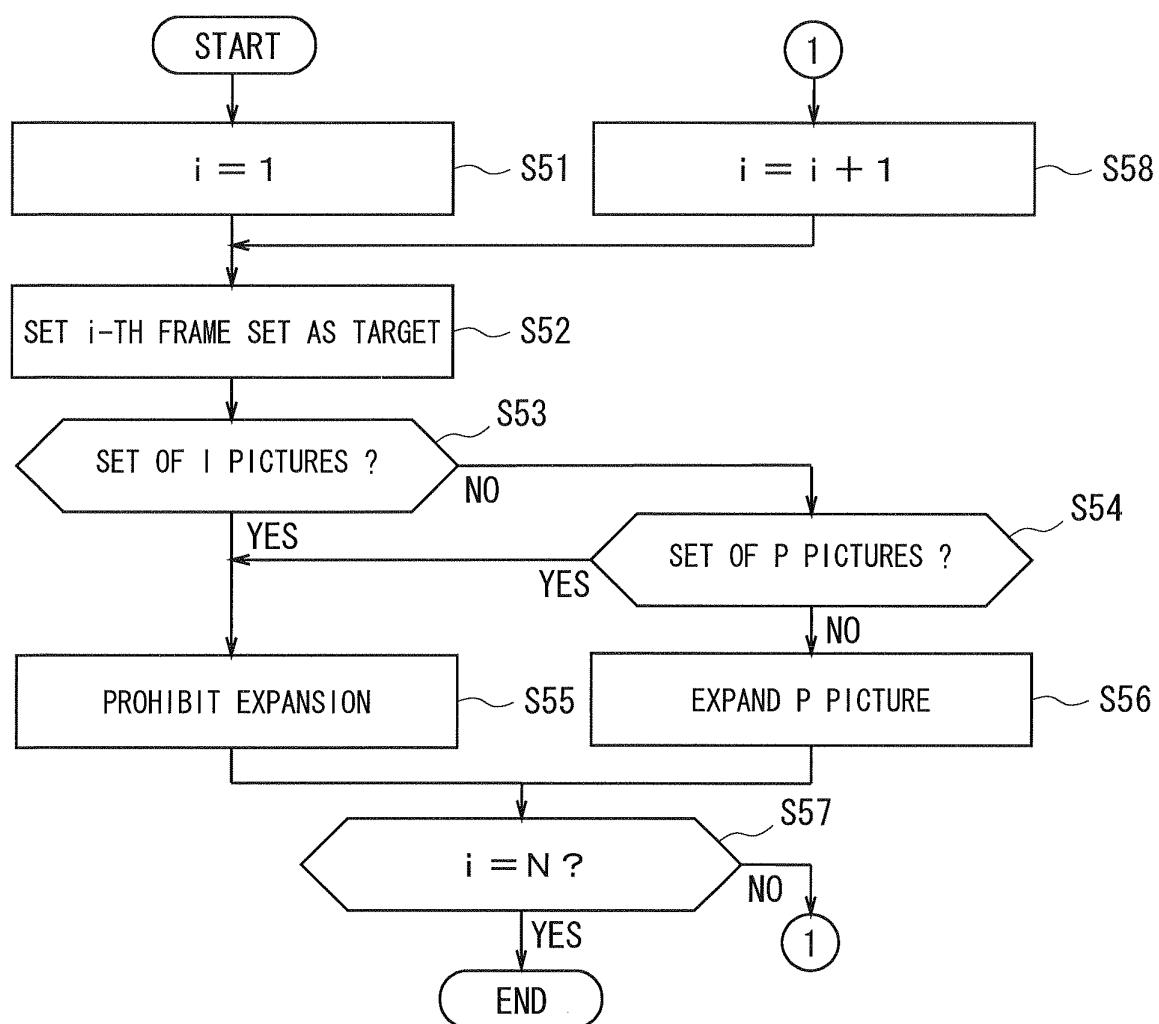 START
1
i = 1
S51
i = i + 1
S58
SET i-TH FRAME SET AS TARGET
S52
S53
SET OF I PICTURES ?
NO
YES
S54
SET OF P PICTURES ?
YES
NO
PROHIBIT EXPANSION
S55
EXPAND P PICTURE
S56
S57
i = N ?
NO
YES
1
END